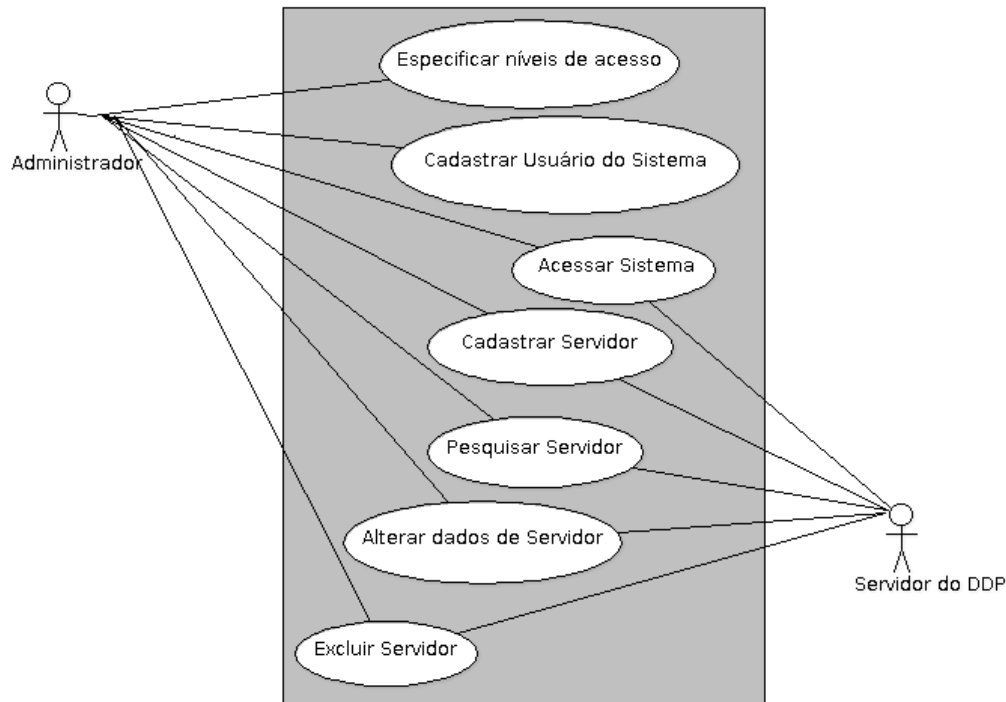 Especificar níveis de acesso
Administrador
Cadastrar Usuário do Sistema
Acessar Sistema
Cadastrar Servidor
Pesquisar Servidor
Alterar dados de Servidor
Servidor do DDP
Excluir Servidor